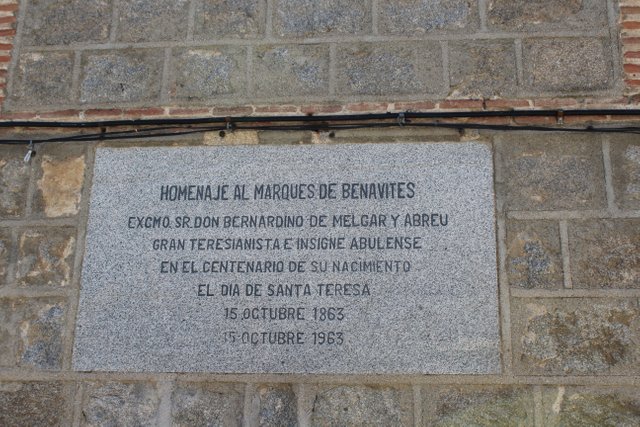 HOMENAJE AL MARQUES DE BENAVITES
EXCMO. SR. DON BERNARDINO DE MELGAR Y ABREU
GRAN TERESIANISTA E INSIGNE ABULENSE
EN EL CENTENARIO DE SU NACIMIENTO
EL DIA DE SANTA TERESA
15 OCTUBRE 1863
15 OCTUBRE 1963